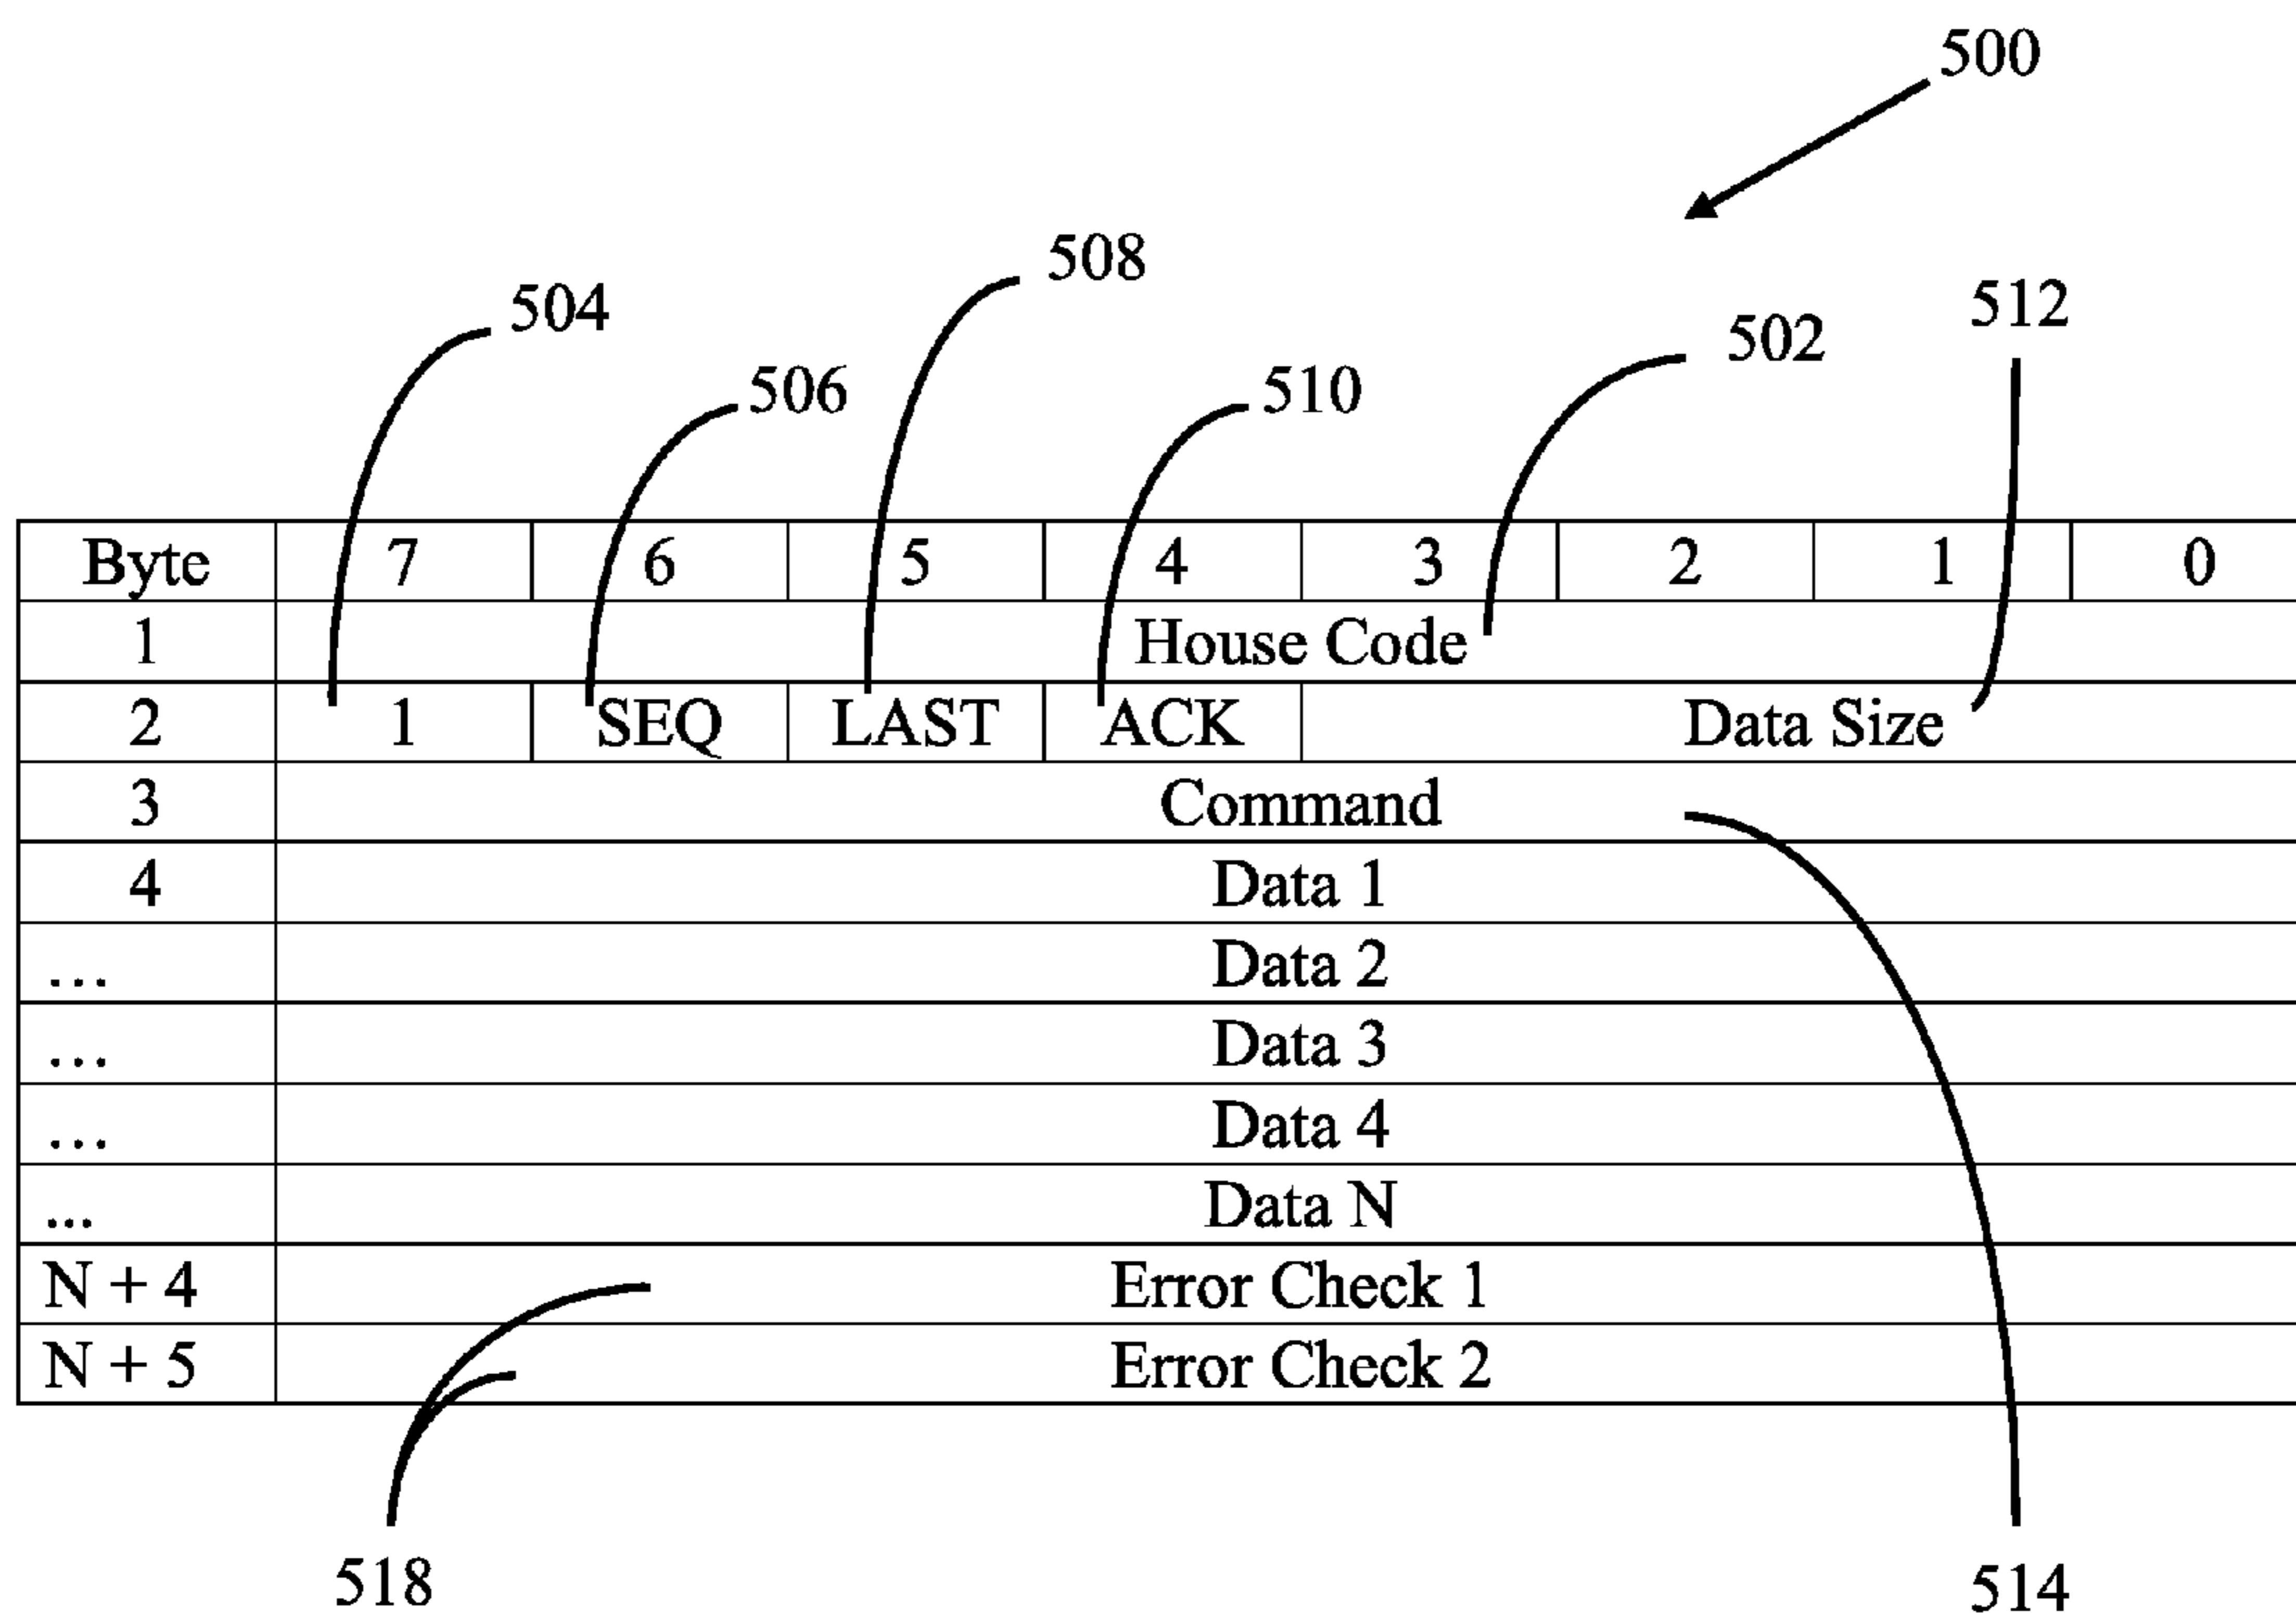 500
508
504
512
502
506
510
Byte 7 6 5 4 3 2 1 0
1 House Code
2 1 SEQ LAST ACK Data Size
3 Command
4 Data 1
... Data 2
... Data 3
... Data 4
... Data N
N + 4 Error Check 1
N + 5 Error Check 2
518 514